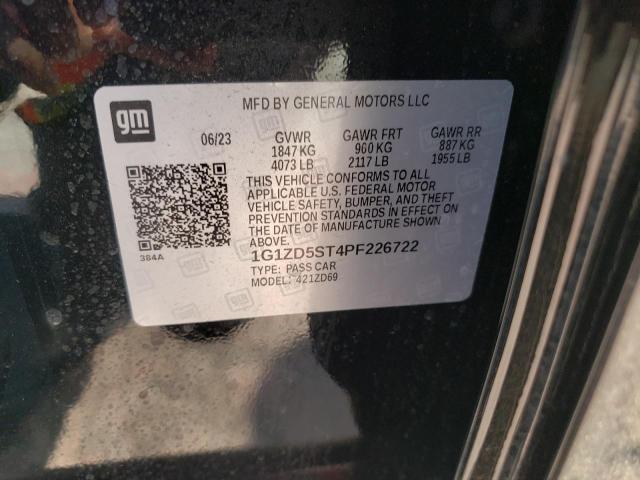 gm
MFD BY GENERAL MOTORS LLC
06/23 GVWR GAWR FRT GAWR RR
1847 KG 960 KG 887 KG
4073 LB 2117 LB 1955 LB
THIS VEHICLE CONFORMS TO ALL
APPLICABLE U.S. FEDERAL MOTOR
VEHICLE SAFETY, BUMPER, AND THEFT
PREVENTION STANDARDS IN EFFECT ON
THE DATE OF MANUFACTURE SHOWN
ABOVE.
384A
1G1ZD5ST4PF226722
TYPE: PASS CAR
MODEL: 421ZD69